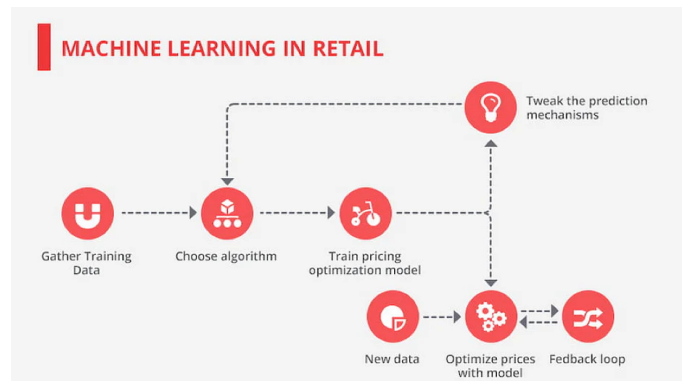 MACHINE LEARNING IN RETAIL
Tweak the prediction
mechanisms
Gather Training
Data
Choose algorithm
Train pricing
optimization model
New data
Optimize prices
with model
Fedback loop